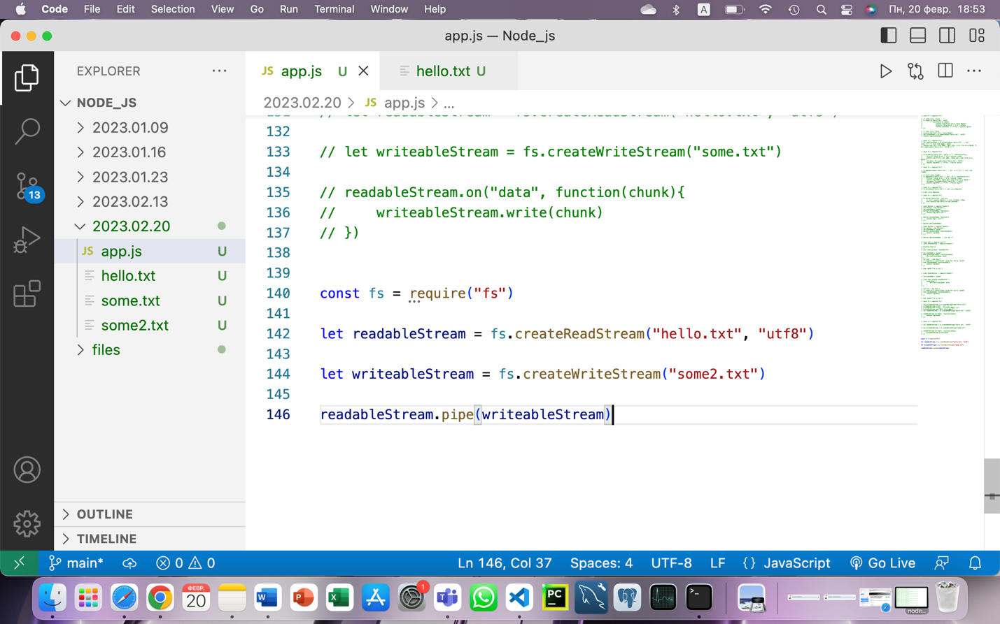 Code File Edit Selection View Go Run Terminal Window Help A Пн, 20 февр. 18:53
app.js — Node_js
EXPLORER ...
JS app.js U
hello.txt U
NODE_JS
2023.02.20 > JS app.js > ...
2023.01.09
2023.01.16
2023.01.23
2023.02.13
2023.02.20
JS app.js U
hello.txt U
some.txt U
some2.txt U
files
13
132
133 // let writeableStream = fs.createWriteStream("some.txt")
134
135 // readableStream.on("data", function(chunk){
136 //     writeableStream.write(chunk)
137 // })
138
139
140 const fs = require("fs")
141
142 let readableStream = fs.createReadStream("hello.txt", "utf8")
143
144 let writeableStream = fs.createWriteStream("some2.txt")
145
146 readableStream.pipe(writeableStream)
OUTLINE
TIMELINE
main* 0 0 Ln 146, Col 37 Spaces: 4 UTF-8 LF {} JavaScript Go Live
ФЕВР.
20
W
P
X
1
PC
>_
node...